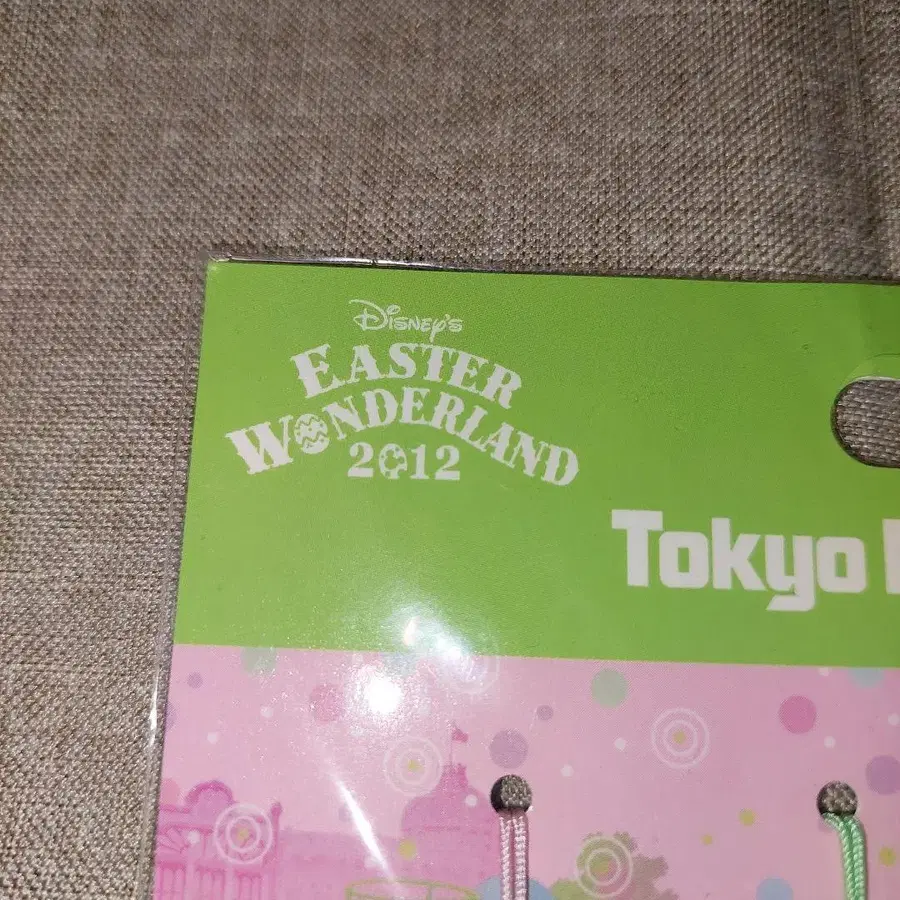 Disney's
EASTER
WONDERLAND
2012
Tokyo